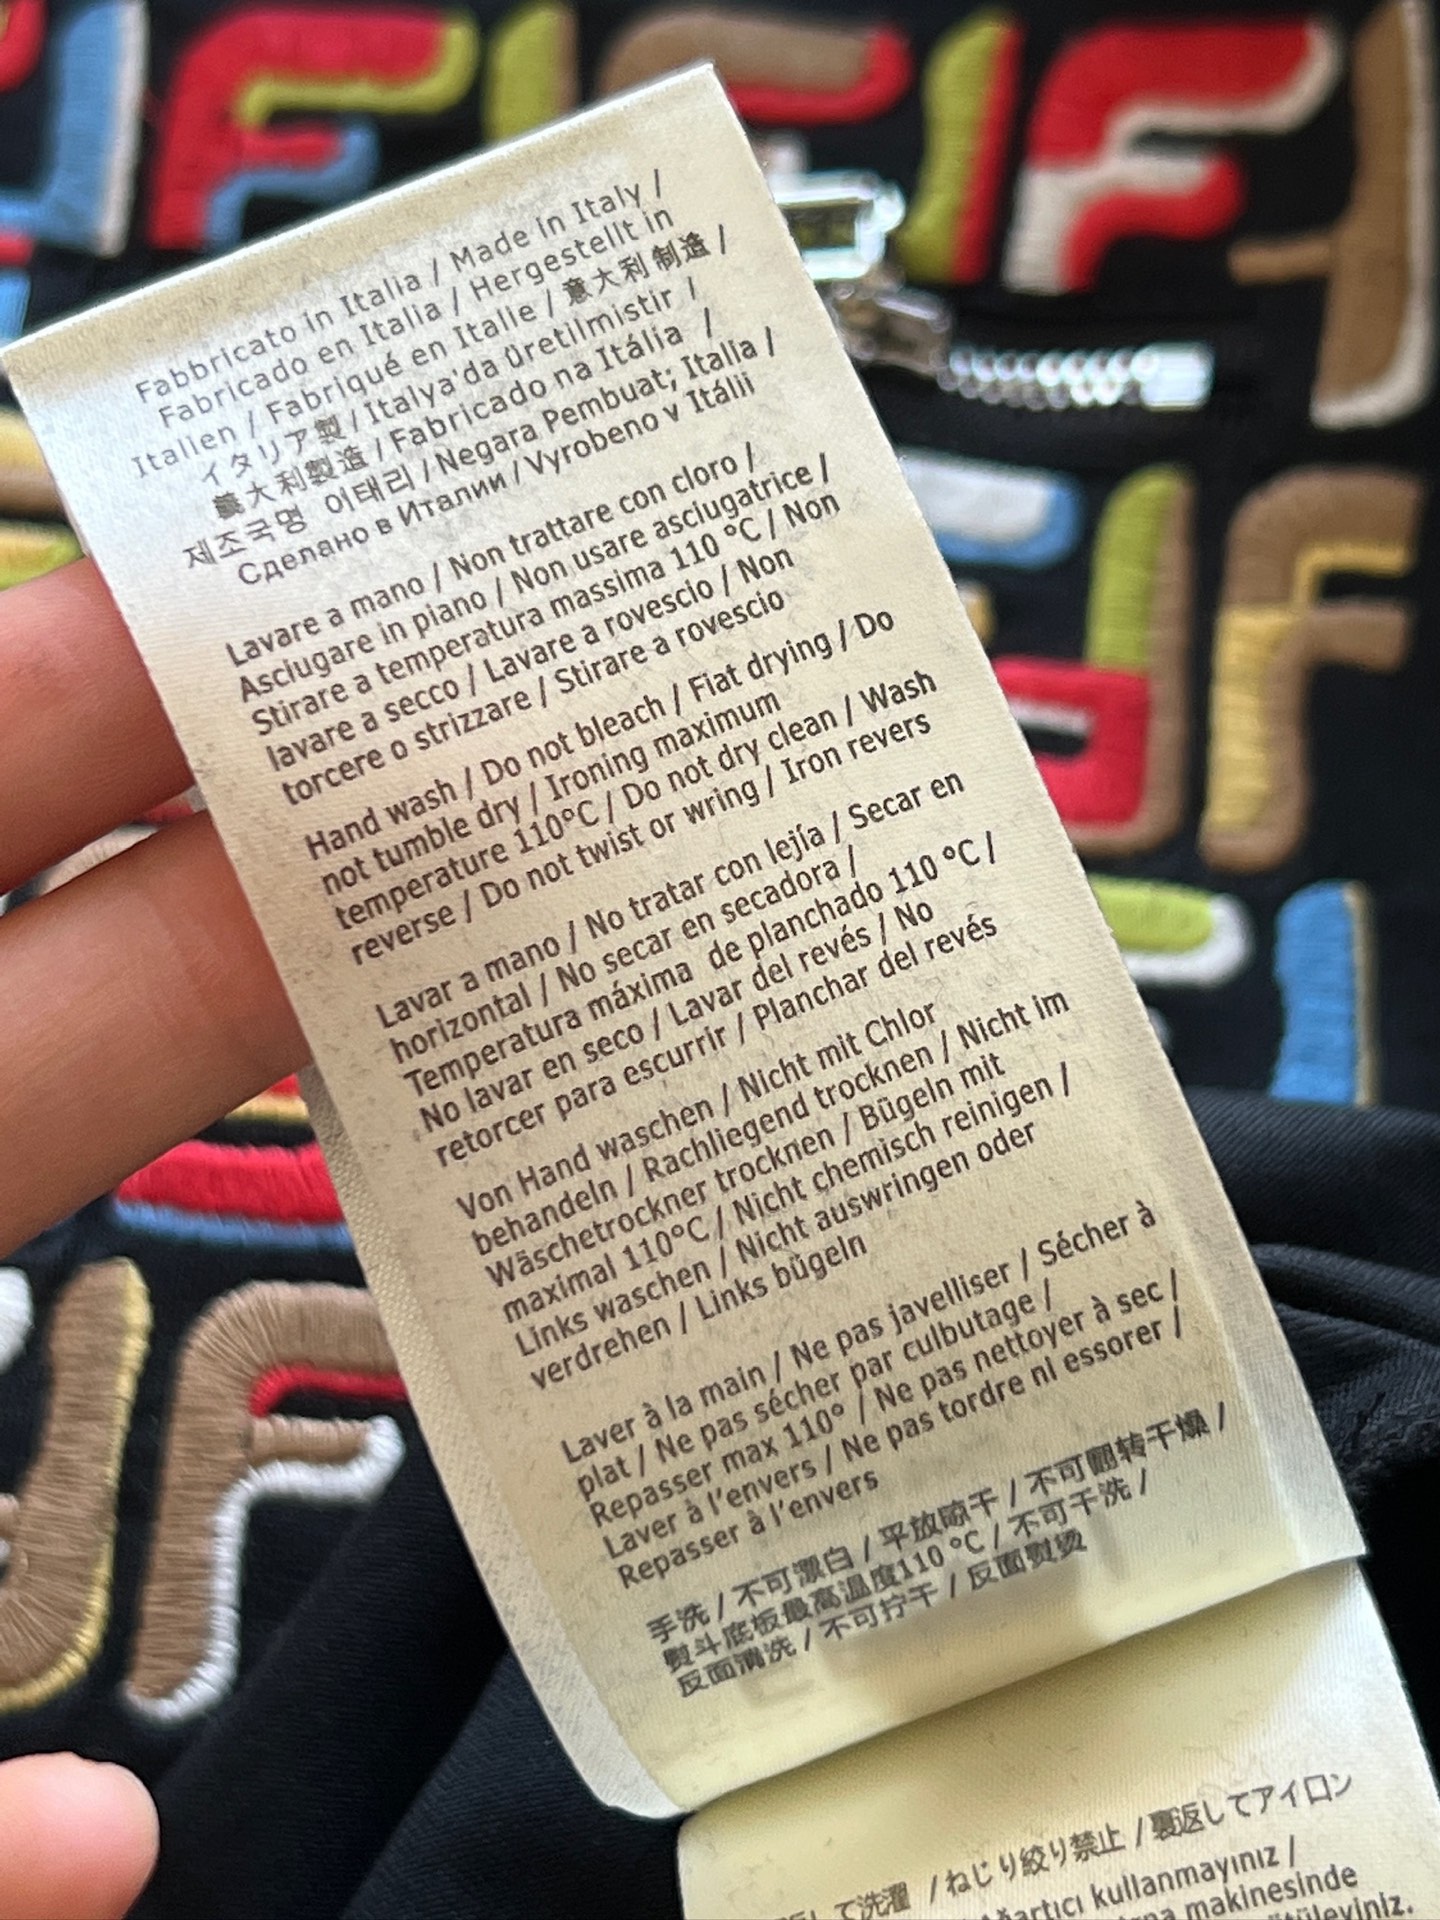 Fabbricato in Italia / Made in Italy /
Fabricado en Italia / Hergestellt in
Italien / Fabriqué en Italie / 意大利制造 /
イタリア製 / Italya'da üretilmistir /
Fabricado na Itália /
義大利製造 / Negara Pembuat; Italia /
제조국명 이태리 / Vyrobeno v Itálii
Сделано в Италии /
Lavare a mano / Non trattare con cloro /
Asciugare in piano / Non usare asciugatrice /
Stirare a temperatura massima 110 °C / Non
lavare a secco / Lavare a rovescio / Non
torcere o strizzare / Stirare a rovescio
Hand wash / Do not bleach / Fiat drying / Do
not tumble dry / Ironing maximum
temperature 110°C / Do not dry clean / Wash
reverse / Do not twist or wring / Iron revers
Lavar a mano / No tratar con lejía / Secar en
horizontal / No secar en secadora /
Temperatura máxima de planchado 110 °C /
No lavar en seco / Lavar del revés / No
retorcer para escurrir / Planchar del revés
Von Hand waschen / Nicht mit Chlor
behandeln / Rachliegend trocknen / Nicht im
Wäschetrockner trocknen / Bügeln mit
maximal 110°C / Nicht chemisch reinigen /
Links waschen / Nicht auswringen oder
verdrehen / Links bügeln
Laver à la main / Ne pas javelliser / Sécher à
plat / Ne pas sécher par culbutage /
Repasser max 110° / Ne pas nettoyer à sec /
Laver à l'envers / Ne pas tordre nl essorer /
Repasser à l'envers
手洗 / 不可漂白 / 平放晾干 / 不可翻转干燥 /
熨斗底板最高温度110 °C / 不可干洗 /
反面清洗 / 不可拧干 / 反面熨烫
して洗濯 / ねじり絞り禁止 / 裏返してアイロン
kullanmayınız /
makinesinde